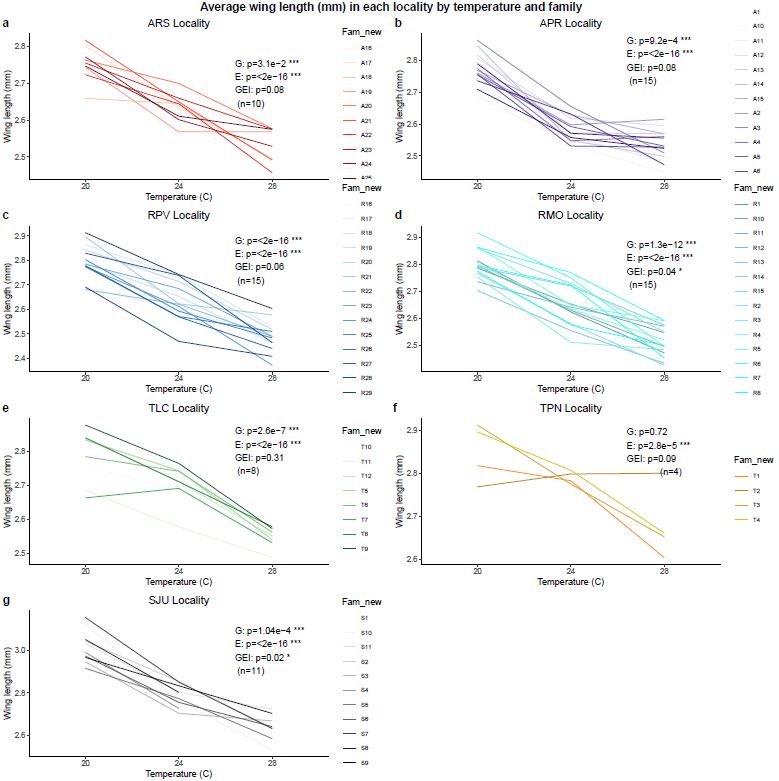 Average wing length (mm) in each locality by temperature and family
a
ARS Locality
Wing length (mm)
2.8
2.7
2.6
2.5
G: p=3.1e−2 ***
E: p=<2e−16 ***
GEI: p=0.08
(n=10)
20
24
28
Temperature (C)
Fam_new
A16
A17
A18
A19
A20
A21
A22
A23
A24
A25
b
APR Locality
Wing length (mm)
2.8
2.7
2.6
2.5
G: p=9.2e−4 ***
E: p=<2e−16 ***
GEI: p=0.08
(n=15)
20
24
28
Temperature (C)
A1
A10
A11
A12
A13
A14
A15
A2
A3
A4
A5
A6
c
RPV Locality
Wing length (mm)
2.9
2.8
2.7
2.6
2.5
2.4
G: p=<2e−16 ***
E: p=<2e−16 ***
GEI: p=0.06
(n=15)
20
24
28
Temperature (C)
Fam_new
R16
R17
R18
R19
R20
R21
R22
R23
R24
R25
R26
R27
R28
R29
d
RMO Locality
Wing length (mm)
2.9
2.8
2.7
2.6
2.5
G: p=1.3e−12 ***
E: p=<2e−16 ***
GEI: p=0.04 *
(n=15)
20
24
28
Temperature (C)
Fam_new
R1
R10
R11
R12
R13
R14
R15
R2
R3
R4
R5
R6
R7
R8
e
TLC Locality
Wing length (mm)
2.8
2.7
2.6
2.5
G: p=2.6e−7 ***
E: p=<2e−16 ***
GEI: p=0.31
(n=8)
20
24
28
Temperature (C)
Fam_new
T10
T11
T12
T5
T6
T7
T8
T9
f
TPN Locality
Wing length (mm)
2.9
2.8
2.7
2.6
G: p=0.72
E: p=2.8e−5 ***
GEI: p=0.09
(n=4)
20
24
28
Temperature (C)
Fam_new
T1
T2
T3
T4
g
SJU Locality
Wing length (mm)
3.0
2.8
2.6
G: p=1.04e−4 ***
E: p=<2e−16 ***
GEI: p=0.02 *
(n=11)
20
24
28
Temperature (C)
Fam_new
S1
S10
S11
S2
S3
S4
S5
S6
S7
S8
S9